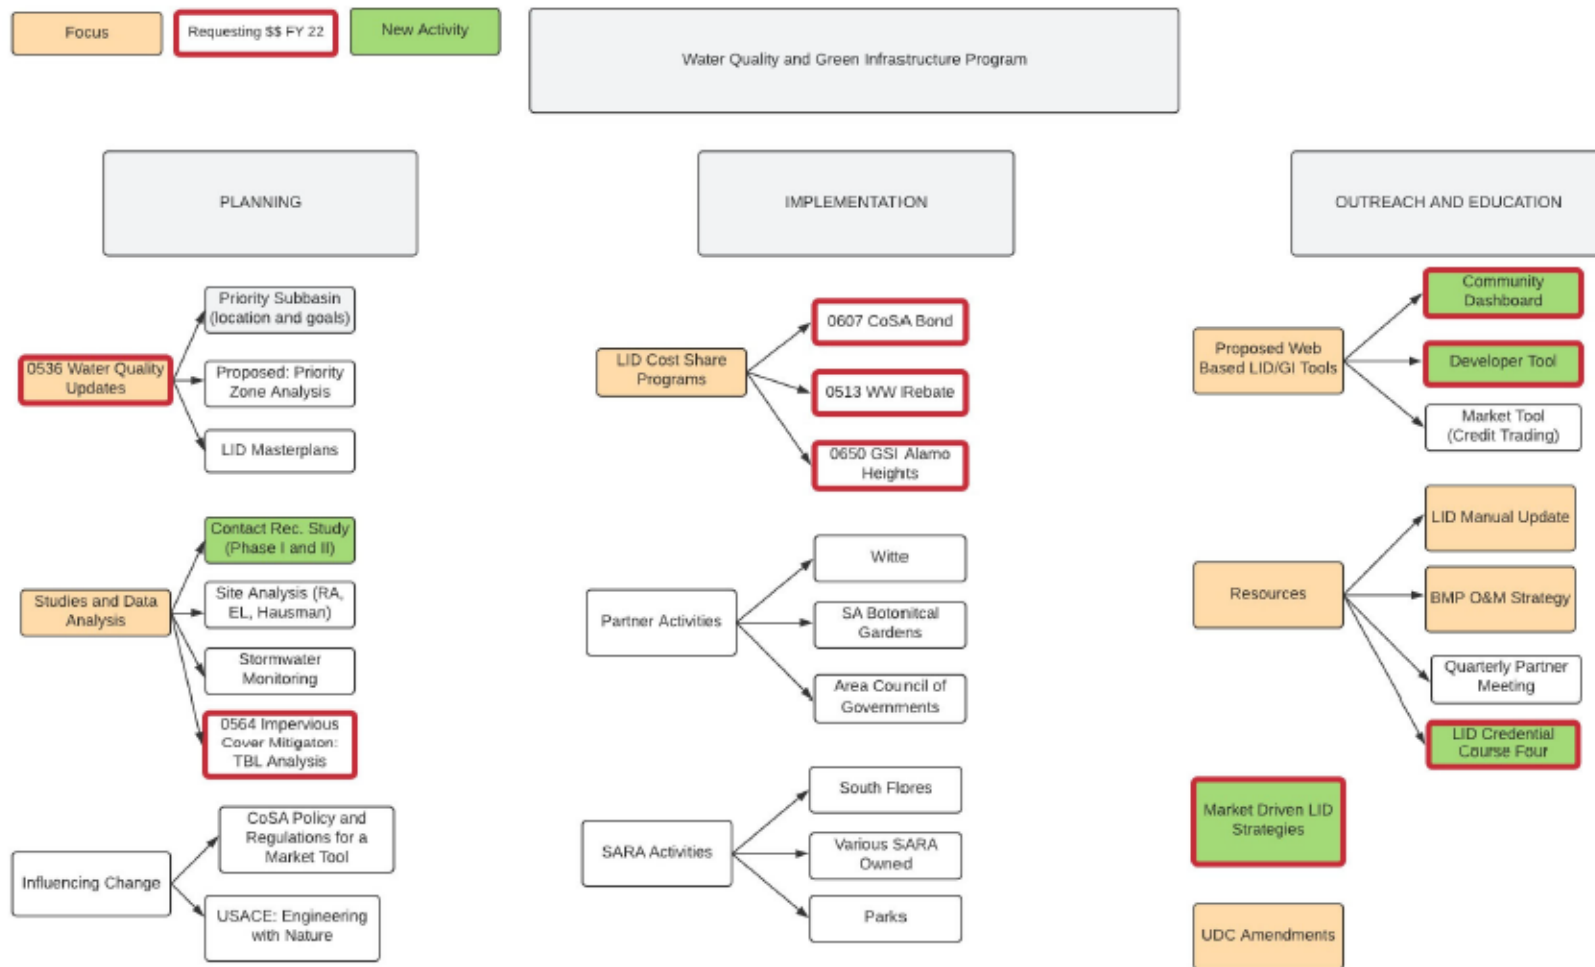 Focus
Requesting $$ FY 22
New Activity
Water Quality and Green Infrastructure Program
PLANNING
Priority Subbasin
(location and goals)
0536 Water Quality
Updates
Proposed: Priority
Zone Analysis
LID Masterplans
Contact Rec. Study
(Phase I and II)
Studies and Data
Analysis
Site Analysis (RA,
EL, Hausman)
Stormwater
Monitoring
0564 Impervious
Cover Mitigaton:
TBL Analysis
Influencing Change
CoSA Policy and
Regulations for a
Market Tool
USACE: Engineering
with Nature
IMPLEMENTATION
LID Cost Share
Programs
0607 CoSA Bond
0513 WW IRebate
0650 GSI Alamo
Heights
Partner Activities
Witte
SA Botonitcal
Gardens
Area Council of
Governments
SARA Activities
South Flores
Various SARA
Owned
Parks
OUTREACH AND EDUCATION
Proposed Web
Based LID/GI Tools
Community
Dashboard
Developer Tool
Market Tool
(Credit Trading)
Resources
LID Manual Update
BMP O&M Strategy
Quarterly Partner
Meeting
LID Credential
Course Four
Market Driven LID
Strategies
UDC Amendments